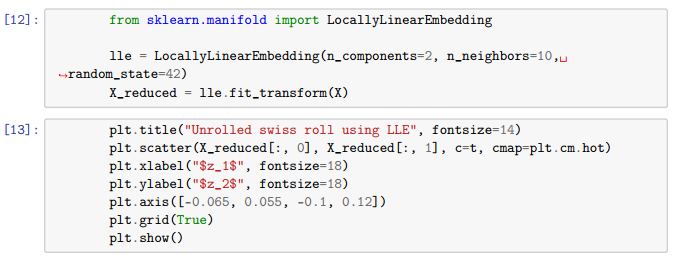 [12]: from sklearn.manifold import LocallyLinearEmbedding
lle = LocallyLinearEmbedding(n_components=2, n_neighbors=10,␣
↪random_state=42)
X_reduced = lle.fit_transform(X)
[13]: plt.title("Unrolled swiss roll using LLE", fontsize=14)
plt.scatter(X_reduced[:, 0], X_reduced[:, 1], c=t, cmap=plt.cm.hot)
plt.xlabel("$z_1$", fontsize=18)
plt.ylabel("$z_2$", fontsize=18)
plt.axis([-0.065, 0.055, -0.1, 0.12])
plt.grid(True)
plt.show()